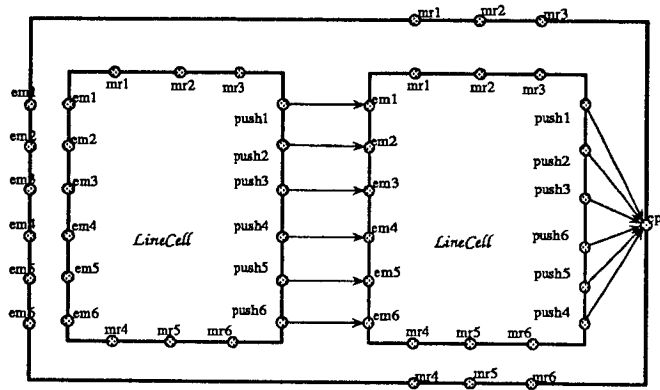 mr1 mr2 mr3
mr1 mr2 mr3
mr1 mr2 mr3
em1
em1
push1
em1
push1
em2
em2
push2
em2
push2
em3
em3
push3
em3
push3
em4
em4
push4
em4
push6
LineCell
LineCell
ep
em5
em5
push5
em5
push5
em6
em6
push6
em6
push4
mr4 mr5 mr6
mr4 mr5 mr6
mr4 mr5 mr6